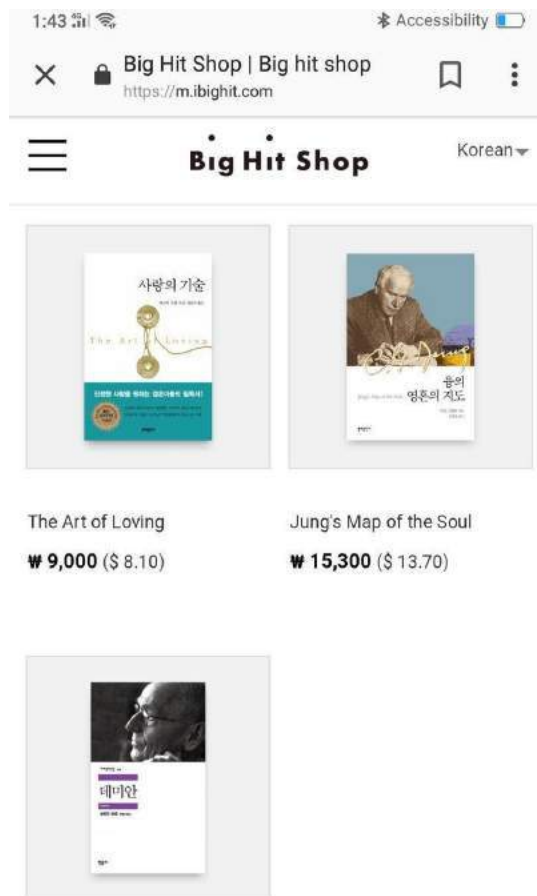 1:43
Accessibility
Big Hit Shop | Big hit shop
https://m.ibighit.com
Big Hit Shop
Korean
사랑의 기술
The Art of Loving
융의
영혼의 지도
The Art of Loving
Jung's Map of the Soul
₩ 9,000 ($ 8.10)
₩ 15,300 ($ 13.70)
데미안